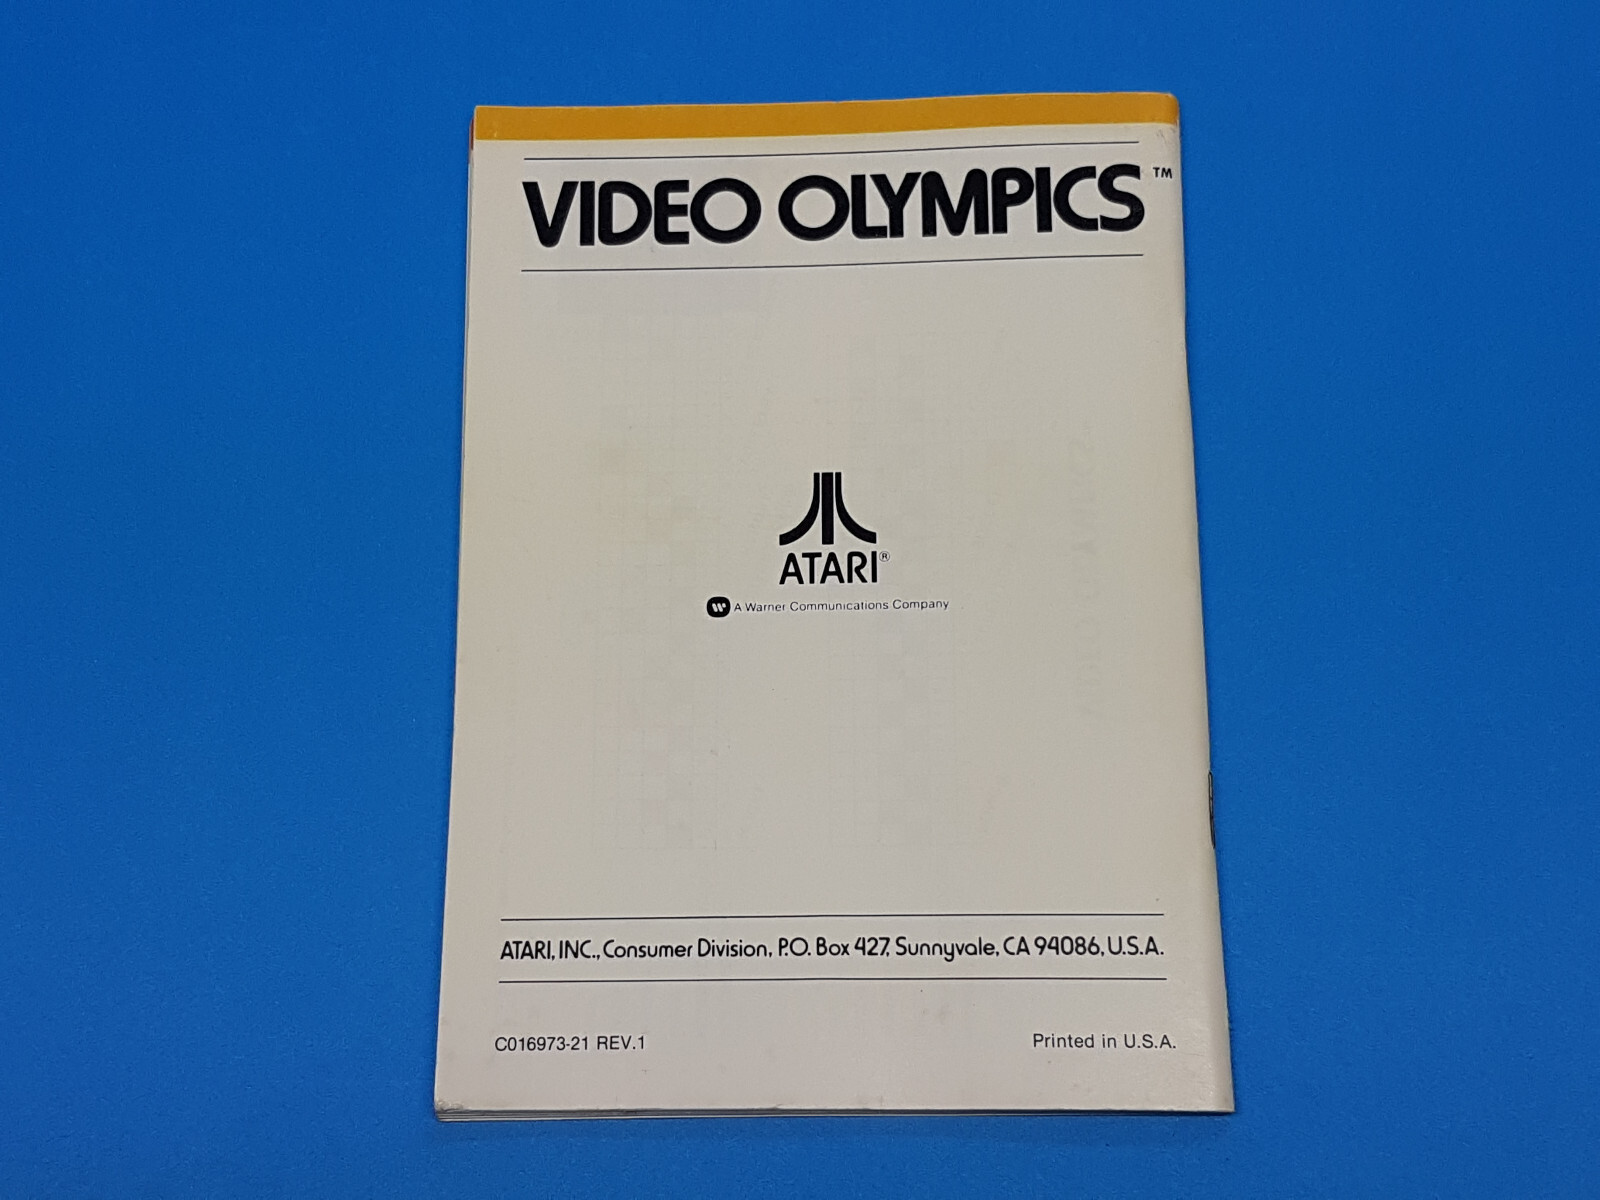 VIDEO OLYMPICS™
ATARI®
A Warner Communications Company
ATARI, INC., Consumer Division, P.O. Box 427, Sunnyvale, CA 94086, U.S.A.
C016973-21 REV.1
Printed in U.S.A.